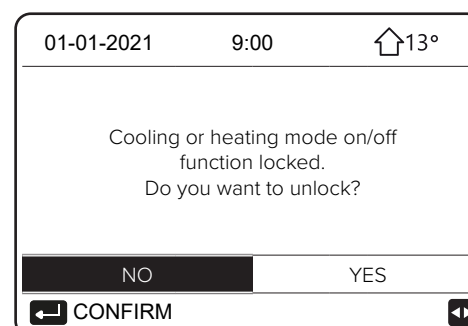 01-01-2021 9:00 13°
Cooling or heating mode on/off
function locked.
Do you want to unlock?
NO YES
CONFIRM